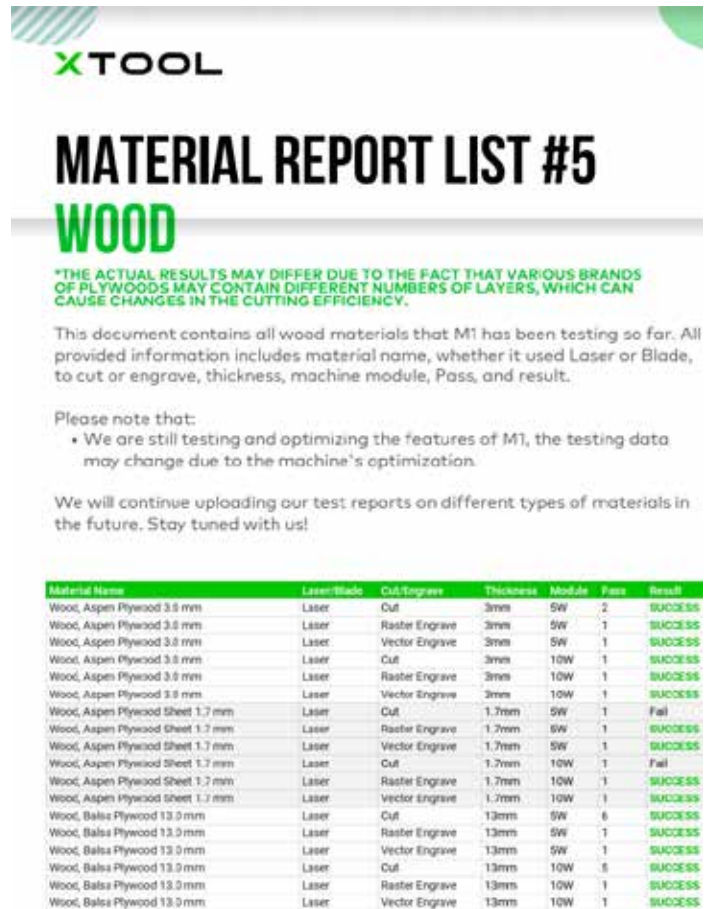 XTOOL
MATERIAL REPORT LIST #5
WOOD
*THE ACTUAL RESULTS MAY DIFFER DUE TO THE FACT THAT VARIOUS BRANDS
OF PLYWOODS MAY CONTAIN DIFFERENT NUMBERS OF LAYERS, WHICH CAN
CAUSE CHANGES IN THE CUTTING EFFICIENCY.
This document contains all wood materials that M1 has been testing so far. All
provided information includes material name, whether it used Laser or Blade,
to cut or engrave, thickness, machine module, Pass, and result.
Please note that:
• We are still testing and optimizing the features of M1, the testing data
may change due to the machine's optimization.
We will continue uploading our test reports on different types of materials in
the future. Stay tuned with us!
Material Name Laser/Blade Cut/Engrave Thickness Module Pass Result
Wood, Aspen Plywood 3.0 mm Laser Cut 3mm 5W 2 SUCCESS
Wood, Aspen Plywood 3.0 mm Laser Raster Engrave 3mm 5W 1 SUCCESS
Wood, Aspen Plywood 3.0 mm Laser Vector Engrave 3mm 5W 1 SUCCESS
Wood, Aspen Plywood 3.0 mm Laser Cut 3mm 10W 1 SUCCESS
Wood, Aspen Plywood 3.0 mm Laser Raster Engrave 3mm 10W 1 SUCCESS
Wood, Aspen Plywood 3.0 mm Laser Vector Engrave 3mm 10W 1 SUCCESS
Wood, Aspen Plywood Sheet 1.7 mm Laser Cut 1.7mm 5W 1 Fail
Wood, Aspen Plywood Sheet 1.7 mm Laser Raster Engrave 1.7mm 5W 1 SUCCESS
Wood, Aspen Plywood Sheet 1.7 mm Laser Vector Engrave 1.7mm 5W 1 SUCCESS
Wood, Aspen Plywood Sheet 1.7 mm Laser Cut 1.7mm 10W 1 Fail
Wood, Aspen Plywood Sheet 1.7 mm Laser Raster Engrave 1.7mm 10W 1 SUCCESS
Wood, Aspen Plywood Sheet 1.7 mm Laser Vector Engrave 1.7mm 10W 1 SUCCESS
Wood, Balsa Plywood 13.0 mm Laser Cut 13mm 5W 6 SUCCESS
Wood, Balsa Plywood 13.0 mm Laser Raster Engrave 13mm 5W 1 SUCCESS
Wood, Balsa Plywood 13.0 mm Laser Vector Engrave 13mm 5W 1 SUCCESS
Wood, Balsa Plywood 13.0 mm Laser Cut 13mm 10W 5 SUCCESS
Wood, Balsa Plywood 13.0 mm Laser Raster Engrave 13mm 10W 1 SUCCESS
Wood, Balsa Plywood 13.0 mm Laser Vector Engrave 13mm 10W 1 SUCCESS